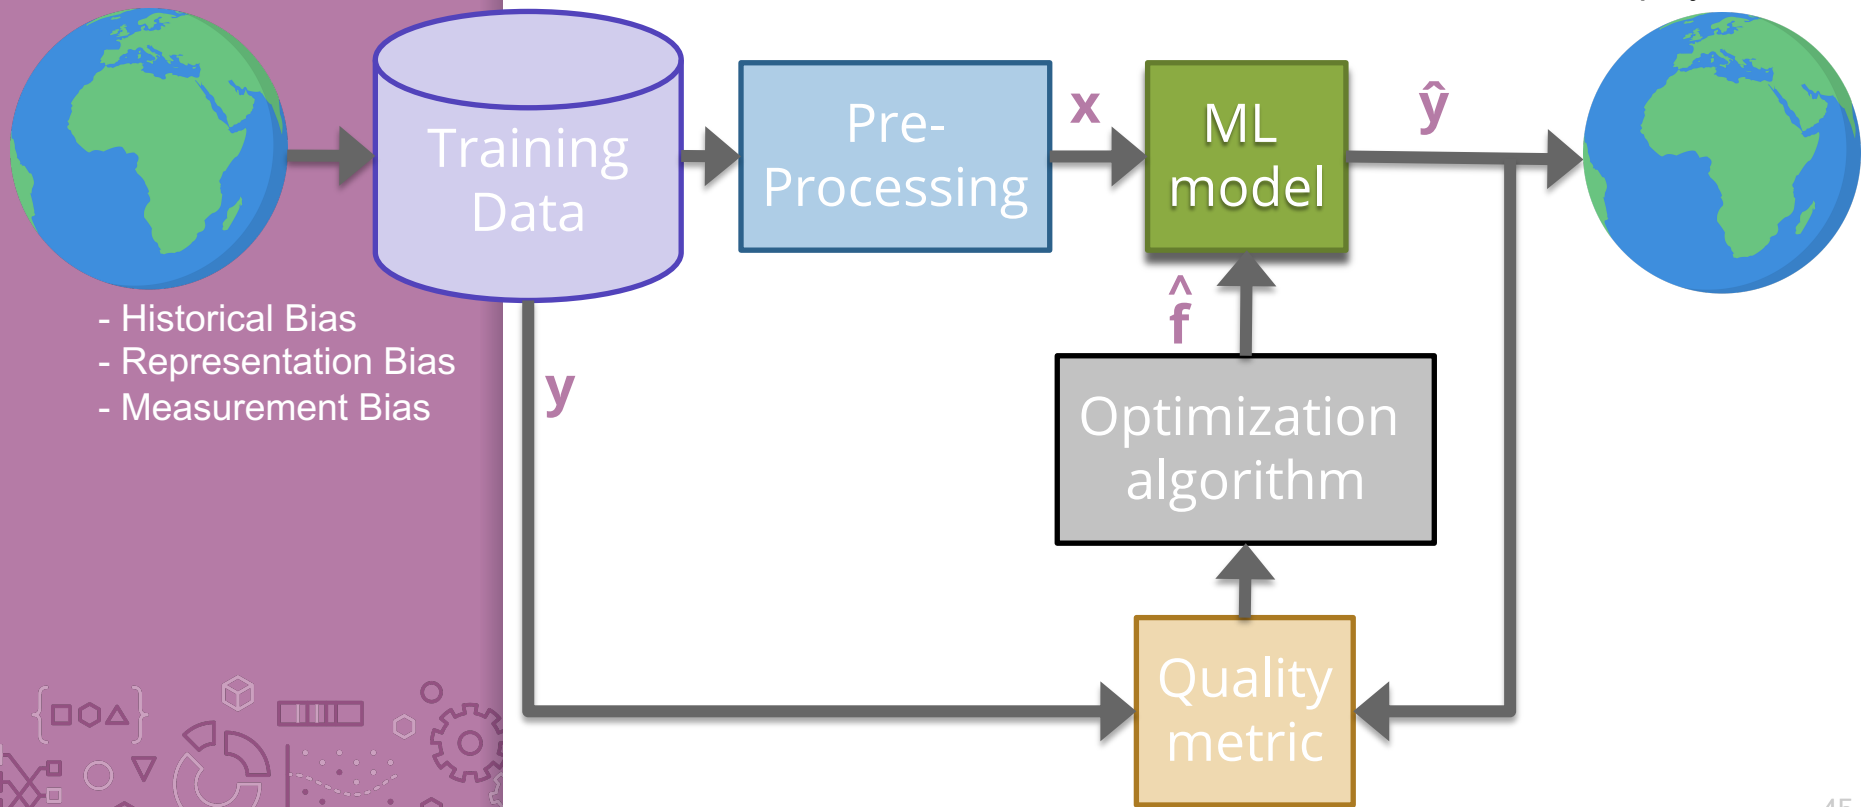 Training
Data
Pre-
Processing
x
ML
model
ŷ
- Historical Bias
- Representation Bias
- Measurement Bias
y
f̂
Optimization
algorithm
Quality
metric